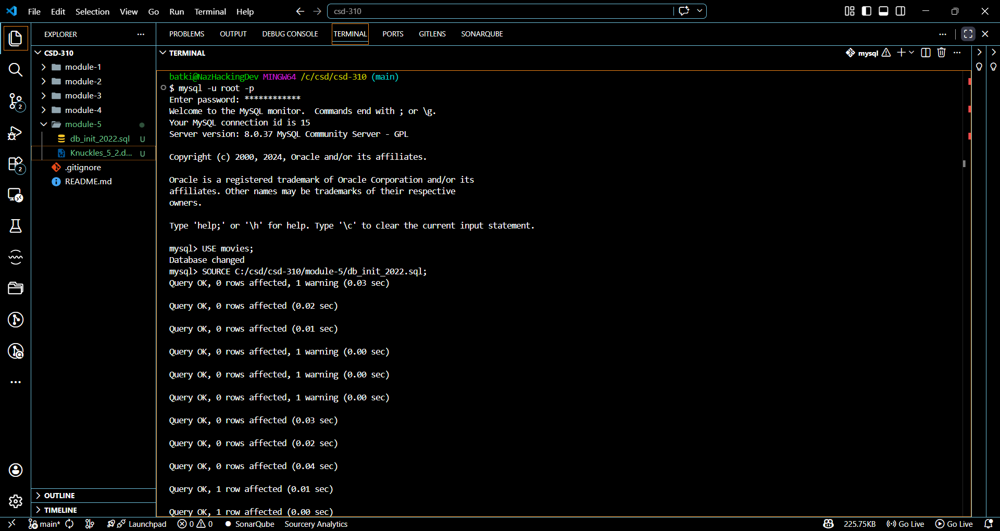 File Edit Selection View Go Run Terminal Help
csd-310
EXPLORER
PROBLEMS OUTPUT DEBUG CONSOLE TERMINAL PORTS GITLENS SONARQUBE
CSD-310
module-1
module-2
module-3
module-4
module-5
db_init_2022.sql U
Knuckles_5_2.d... U
.gitignore
README.md
OUTLINE
TIMELINE
TERMINAL
mysql
batki@NazHackingDev MINGW64 /c/csd/csd-310 (main)
$ mysql -u root -p
Enter password: ************
Welcome to the MySQL monitor.  Commands end with ; or \g.
Your MySQL connection id is 15
Server version: 8.0.37 MySQL Community Server - GPL
Copyright (c) 2000, 2024, Oracle and/or its affiliates.
Oracle is a registered trademark of Oracle Corporation and/or its
affiliates. Other names may be trademarks of their respective
owners.
Type 'help;' or '\h' for help. Type '\c' to clear the current input statement.
mysql> USE movies;
Database changed
mysql> SOURCE C:/csd/csd-310/module-5/db_init_2022.sql;
Query OK, 0 rows affected, 1 warning (0.03 sec)
Query OK, 0 rows affected (0.02 sec)
Query OK, 0 rows affected (0.01 sec)
Query OK, 0 rows affected, 1 warning (0.00 sec)
Query OK, 0 rows affected, 1 warning (0.00 sec)
Query OK, 0 rows affected, 1 warning (0.00 sec)
Query OK, 0 rows affected (0.03 sec)
Query OK, 0 rows affected (0.02 sec)
Query OK, 0 rows affected (0.04 sec)
Query OK, 1 row affected (0.01 sec)
Query OK, 1 row affected (0.00 sec)
2
2
main* Launchpad 0 0 SonarQube Sourcery Analytics 225.75KB Go Live Go Live